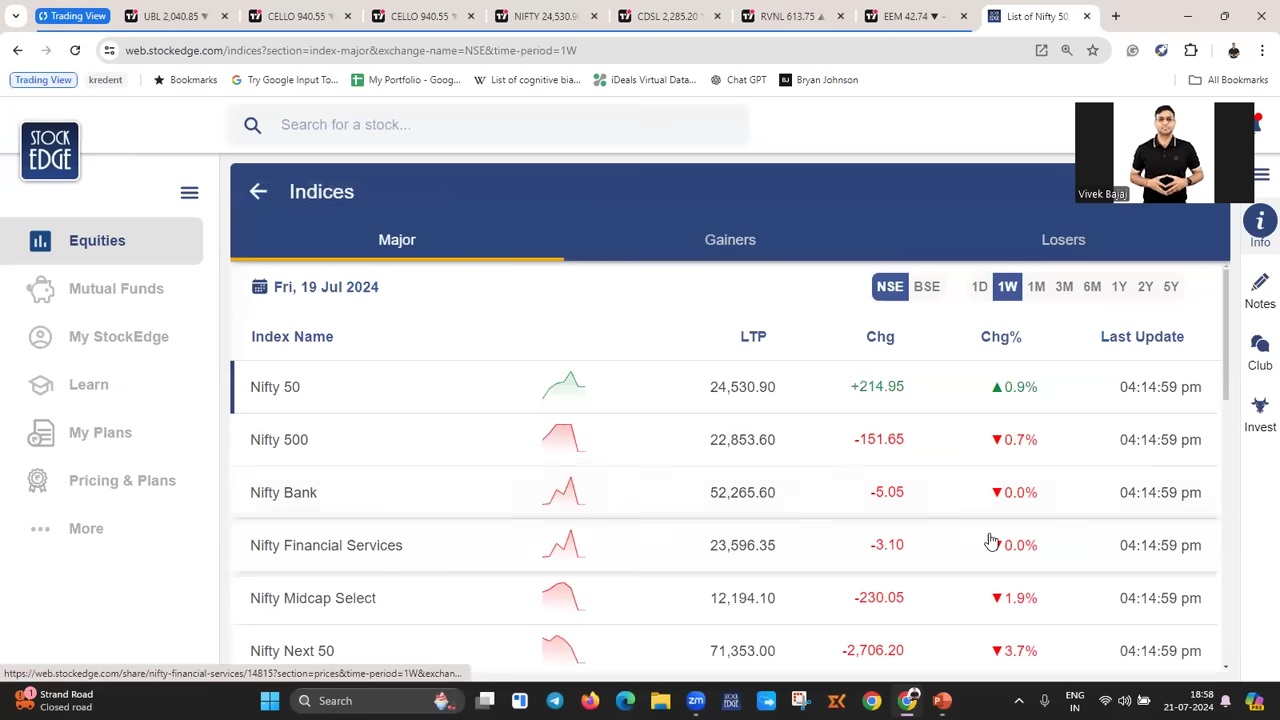 Trading View
UBL 2,040.85 ▼
CELLO 940.55
CELLO 940.55
NIFTY 24,530.9
CDSL 2,285.20
RVNL 613.75 ▲
EEM 42.74 ▼
List of Nifty 50,
web.stockedge.com/indices?section=index-major&exchange-name=NSE&time-period=1W
Trading View kredent Bookmarks Try Google Input To... My Portfolio - Goog... List of cognitive bia... iDeals Virtual Data... Chat GPT BJ Bryan Johnson All Bookmarks
STOCK
EDGE
Search for a stock...
Vivek Bajaj
Indices
Major Gainers Losers
Equities
Mutual Funds
My StockEdge
Learn
My Plans
Pricing & Plans
More
Fri, 19 Jul 2024 NSE BSE 1D 1W 1M 3M 6M 1Y 2Y 5Y
Index Name LTP Chg Chg% Last Update
Nifty 50 24,530.90 +214.95 ▲0.9% 04:14:59 pm
Nifty 500 22,853.60 -151.65 ▼0.7% 04:14:59 pm
Nifty Bank 52,265.60 -5.05 ▼0.0% 04:14:59 pm
Nifty Financial Services 23,596.35 -3.10 0.0% 04:14:59 pm
Nifty Midcap Select 12,194.10 -230.05 ▼1.9% 04:14:59 pm
Nifty Next 50 71,353.00 -2,706.20 ▼3.7% 04:14:59 pm
Info
Notes
Club
Invest
https://web.stockedge.com/share/nifty-financial-services/14815?section=prices&time-period=1W&exchan...
Strand Road
Closed road
Search
ENG
IN
18:58
21-07-2024